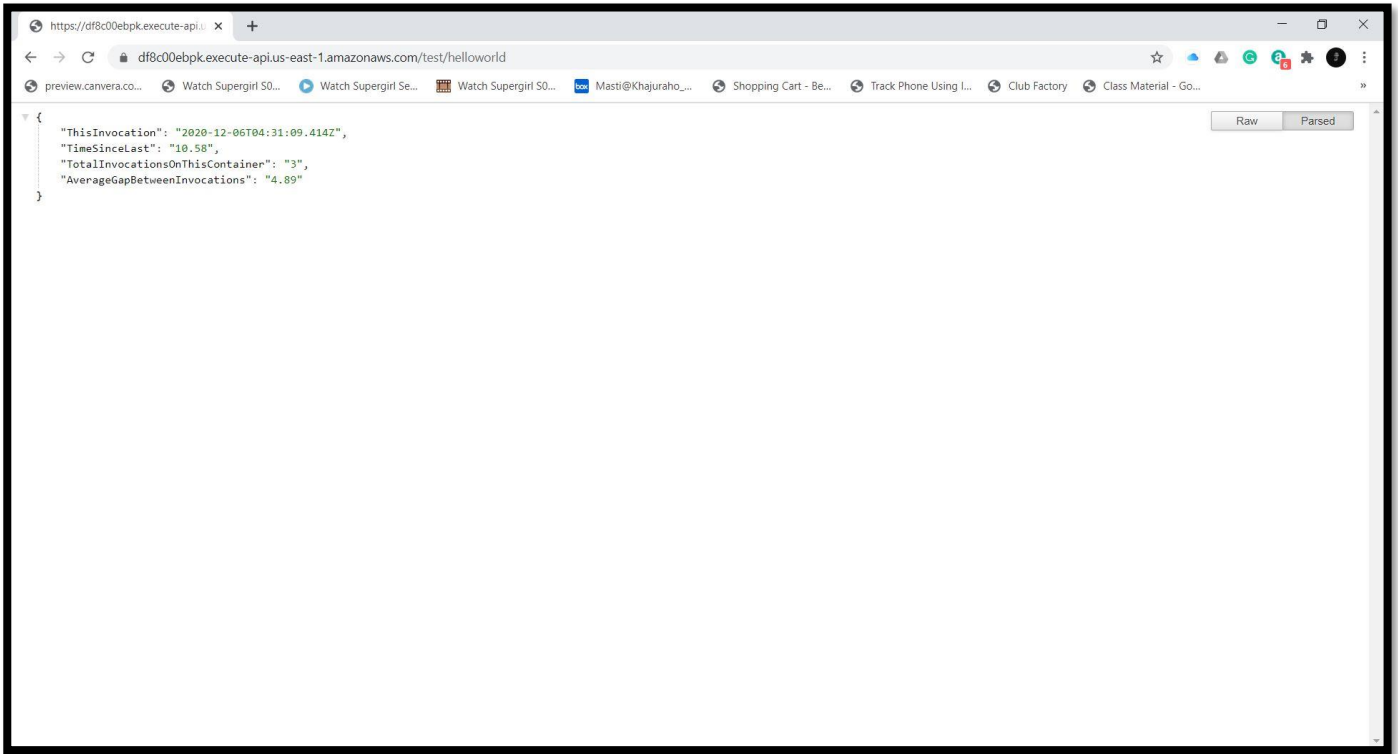 https://df8c00ebpk.execute-api.u
df8c00ebpk.execute-api.us-east-1.amazonaws.com/test/helloworld
G a 6
preview.canvera.co... Watch Supergirl S0... Watch Supergirl Se... Watch Supergirl S0... box Masti@Khajuraho_... Shopping Cart - Be... Track Phone Using I... Club Factory Class Material - Go... »
Raw Parsed
{
"ThisInvocation": "2020-12-06T04:31:09.414Z",
"TimeSinceLast": "10.58",
"TotalInvocationsOnThisContainer": "3",
"AverageGapBetweenInvocations": "4.89"
}